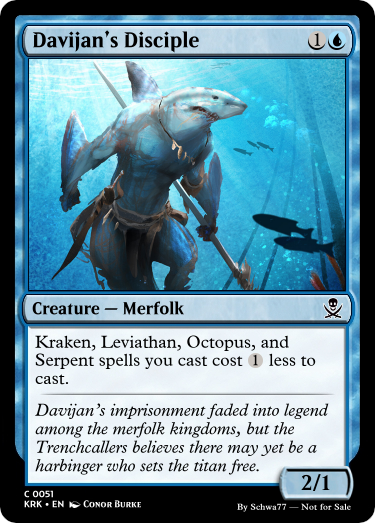 Davijan's Disciple 1
Creature — Merfolk
Kraken, Leviathan, Octopus, and
Serpent spells you cast cost 1 less to
cast.
Davijan's imprisonment faded into legend
among the merfolk kingdoms, but the
Trenchcallers believes there may yet be a
harbinger who sets the titan free.
2/1
C 0051
KRK • EN Conor Burke
By Schwa77 — Not for Sale